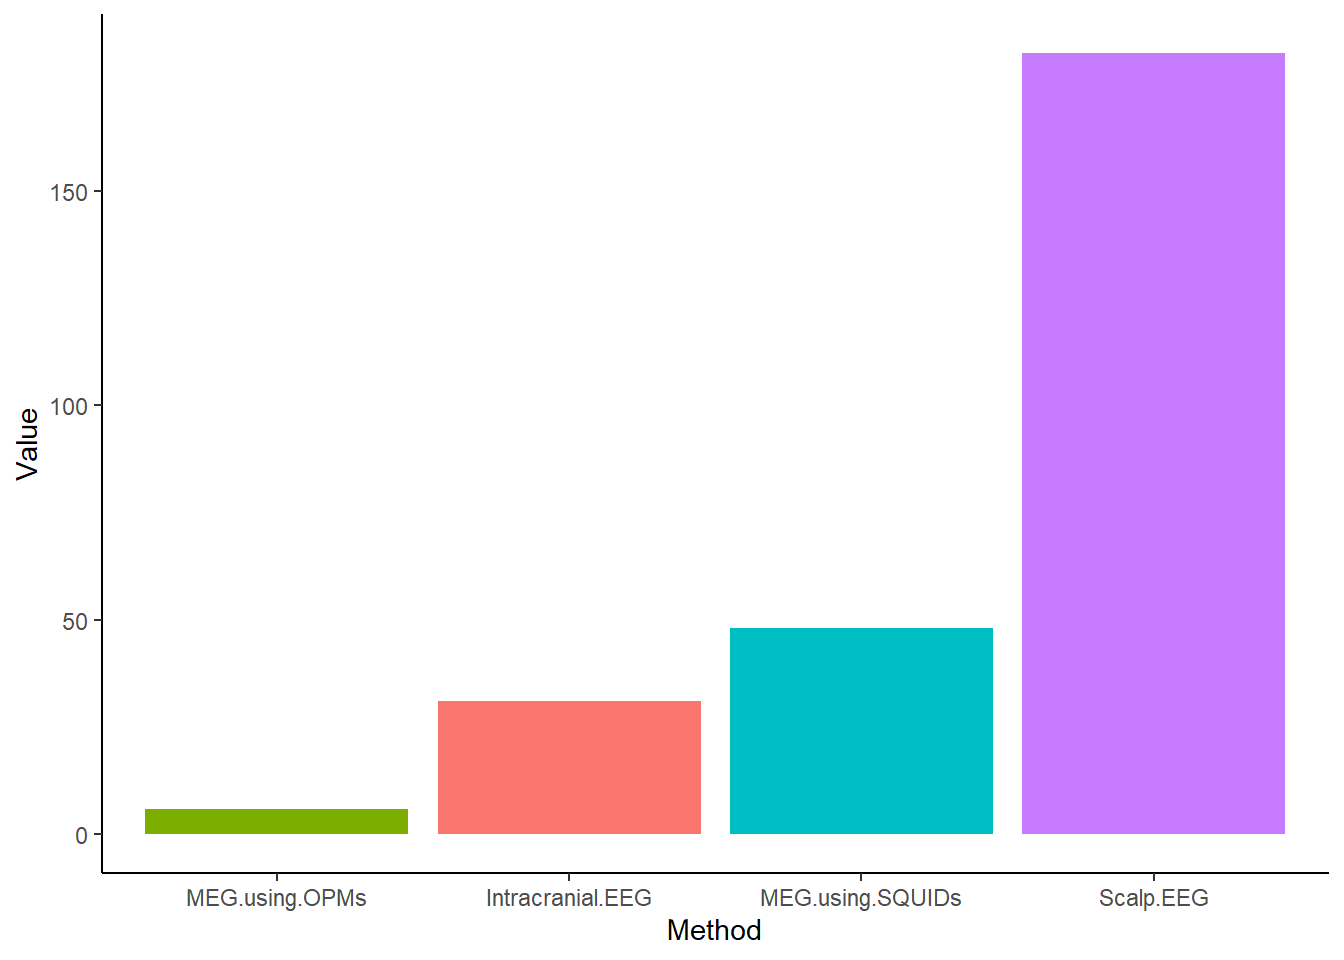 150
100
50
0
Value
MEG.using.OPMs
Intracranial.EEG
MEG.using.SQUIDs
Scalp.EEG
Method